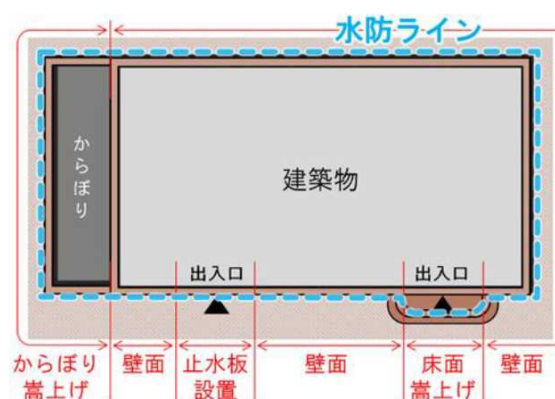 水防ライン
からぼり
建築物
出入口
出入口
からぼり
嵩上げ
壁面
止水板
設置
壁面
床面
嵩上げ
壁面